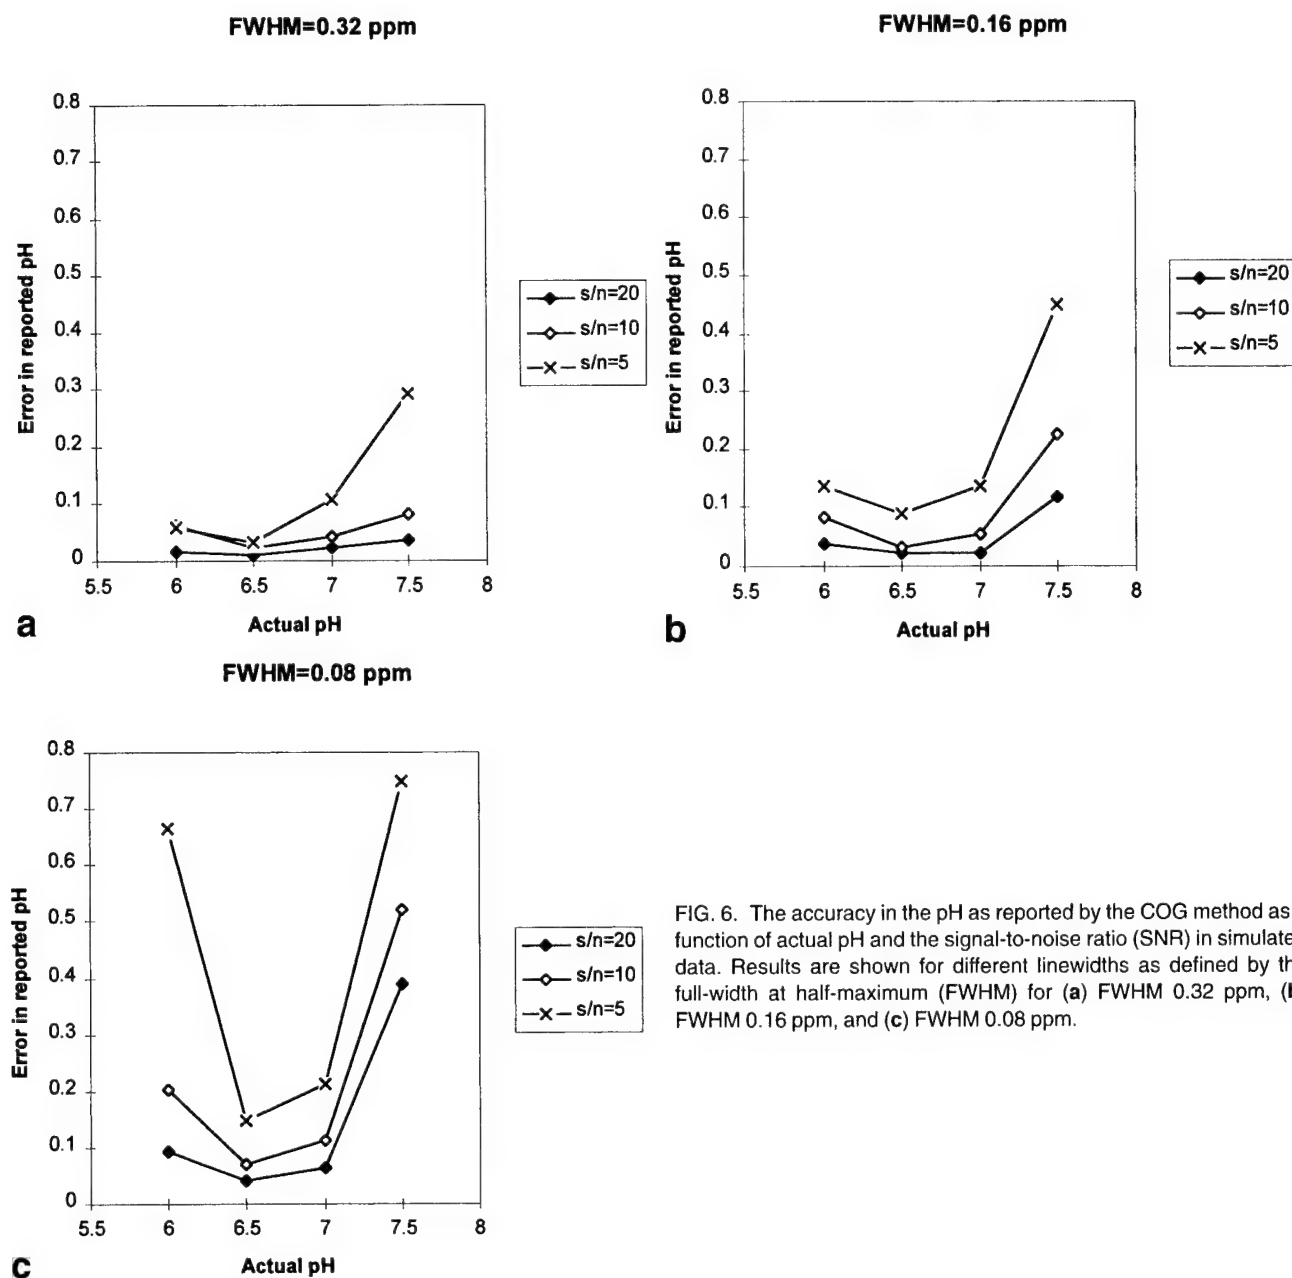 FWHM=0.32 ppm
0.8
0.7
0.6
0.5
0.4
0.3
0.2
0.1
0
Error in reported pH
5.5 6 6.5 7 7.5 8
Actual pH
s/n=20
s/n=10
s/n=5
a
FWHM=0.16 ppm
0.8
0.7
0.6
0.5
0.4
0.3
0.2
0.1
0
Error in reported pH
5.5 6 6.5 7 7.5 8
Actual pH
s/n=20
s/n=10
s/n=5
b
FWHM=0.08 ppm
0.8
0.7
0.6
0.5
0.4
0.3
0.2
0.1
0
Error in reported pH
5.5 6 6.5 7 7.5 8
Actual pH
s/n=20
s/n=10
s/n=5
c
FIG. 6. The accuracy in the pH as reported by the COG method as
function of actual pH and the signal-to-noise ratio (SNR) in simulate
data. Results are shown for different linewidths as defined by th
full-width at half-maximum (FWHM) for (a) FWHM 0.32 ppm, (b
FWHM 0.16 ppm, and (c) FWHM 0.08 ppm.